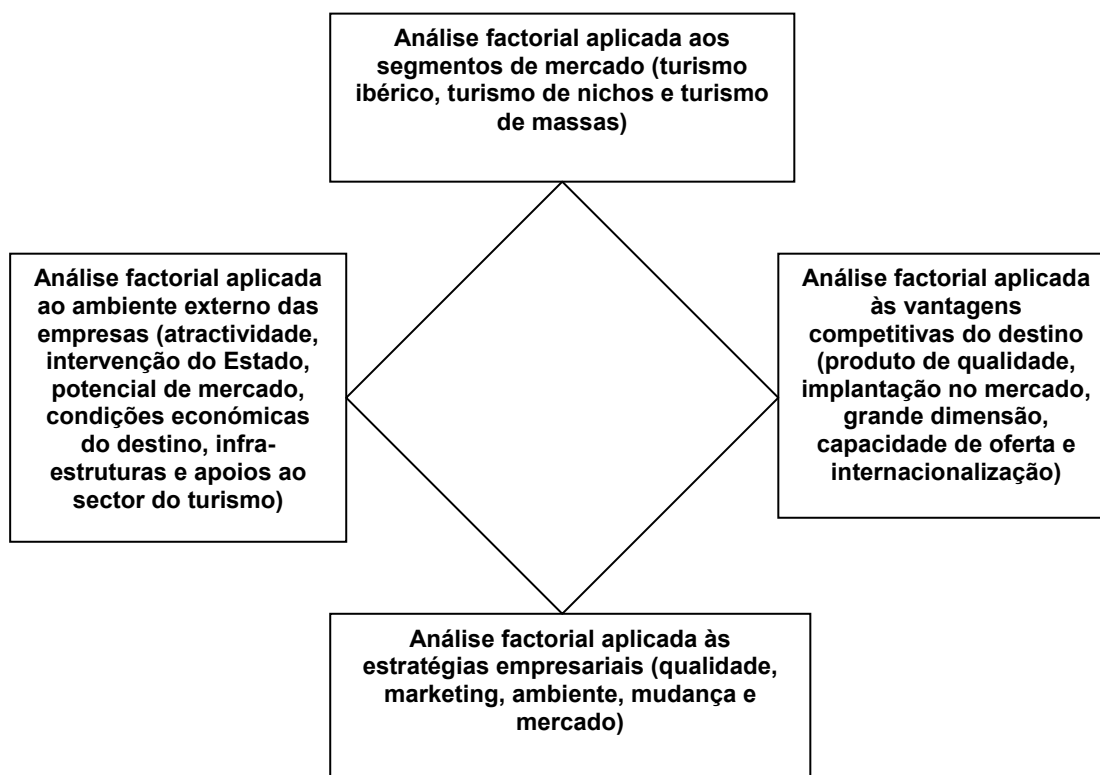 Análise factorial aplicada aos
segmentos de mercado (turismo
ibérico, turismo de nichos e turismo
de massas)
Análise factorial aplicada
ao ambiente externo das
empresas (atractividade,
intervenção do Estado,
potencial de mercado,
condições económicas
do destino, infra-
estruturas e apoios ao
sector do turismo)
Análise factorial aplicada
às vantagens
competitivas do destino
(produto de qualidade,
implantação no mercado,
grande dimensão,
capacidade de oferta e
internacionalização)
Análise factorial aplicada às
estratégias empresariais (qualidade,
marketing, ambiente, mudança e
mercado)